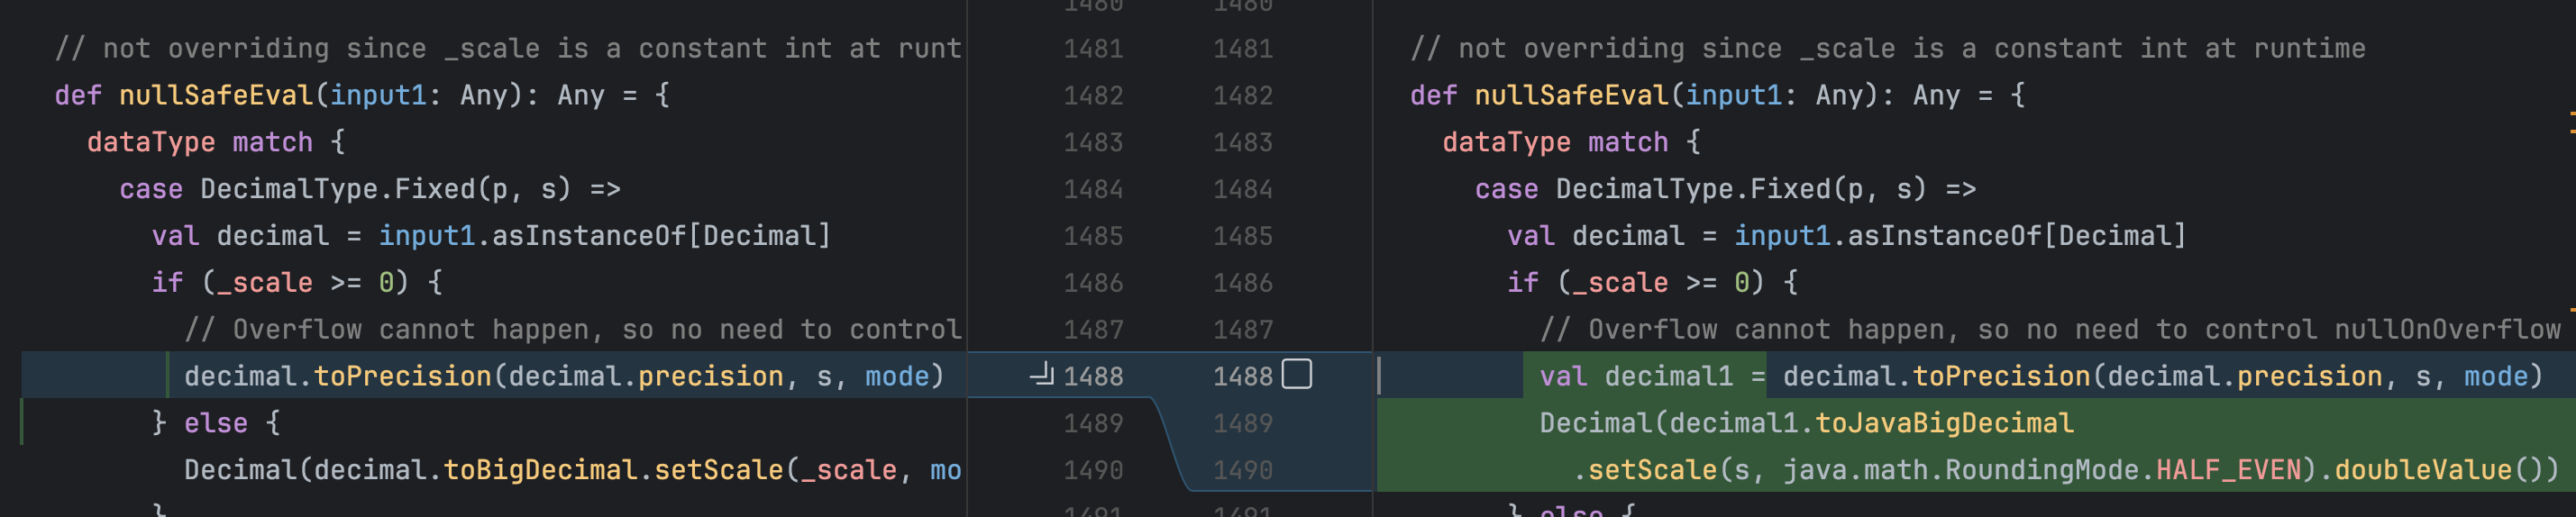 1480 1480
// not overriding since _scale is a constant int at runt 1481 1481 // not overriding since _scale is a constant int at runtime
def nullSafeEval(input1: Any): Any = { 1482 1482 def nullSafeEval(input1: Any): Any = {
dataType match { 1483 1483 dataType match {
case DecimalType.Fixed(p, s) => 1484 1484 case DecimalType.Fixed(p, s) =>
val decimal = input1.asInstanceOf[Decimal] 1485 1485 val decimal = input1.asInstanceOf[Decimal]
if (_scale >= 0) { 1486 1486 if (_scale >= 0) {
// Overflow cannot happen, so no need to control 1487 1487 // Overflow cannot happen, so no need to control nullOnOverflow
decimal.toPrecision(decimal.precision, s, mode) 1488 1488 val decimal1 = decimal.toPrecision(decimal.precision, s, mode)
} else { 1489 1489 Decimal(decimal1.toJavaBigDecimal
Decimal(decimal.toBigDecimal.setScale(_scale, mo 1490 1490 .setScale(s, java.math.RoundingMode.HALF_EVEN).doubleValue())
} 1491 1491 } else {